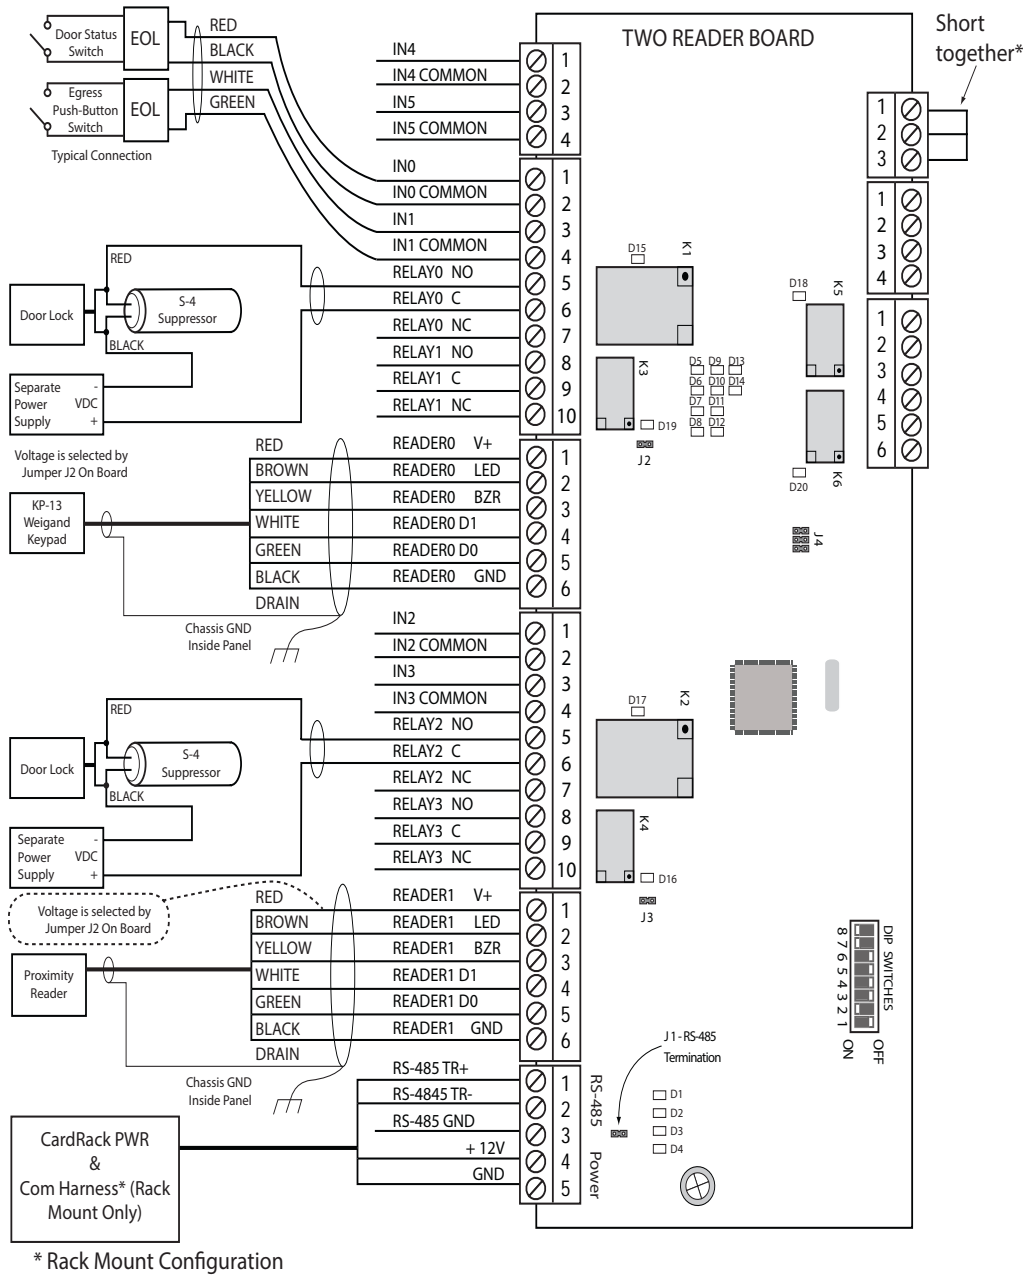 TWO READER BOARD
Short
together*
Door Status
Switch
EOL
RED
BLACK
WHITE
GREEN
Egress
Push-Button
Switch
EOL
Typical Connection
IN4
IN4 COMMON
IN5
IN5 COMMON
1
2
3
4
IN0
IN0 COMMON
IN1
IN1 COMMON
RELAY0 NO
RELAY0 C
RELAY0 NC
RELAY1 NO
RELAY1 C
RELAY1 NC
1
2
3
4
5
6
7
8
9
10
RED
Door Lock
S-4
Suppressor
BLACK
Separate
Power
Supply
-
VDC
+
Voltage is selected by
Jumper J2 On Board
KP-13
Weigand
Keypad
RED
BROWN
YELLOW
WHITE
GREEN
BLACK
DRAIN
READER0 V+
READER0 LED
READER0 BZR
READER0 D1
READER0 D0
READER0 GND
1
2
3
4
5
6
Chassis GND
Inside Panel
IN2
IN2 COMMON
IN3
IN3 COMMON
RELAY2 NO
RELAY2 C
RELAY2 NC
RELAY3 NO
RELAY3 C
RELAY3 NC
1
2
3
4
5
6
7
8
9
10
RED
Door Lock
S-4
Suppressor
BLACK
Separate
Power
Supply
-
VDC
+
Voltage is selected by
Jumper J2 On Board
Proximity
Reader
RED
BROWN
YELLOW
WHITE
GREEN
BLACK
DRAIN
READER1 V+
READER1 LED
READER1 BZR
READER1 D1
READER1 D0
READER1 GND
1
2
3
4
5
6
Chassis GND
Inside Panel
RS-485 TR+
RS-4845 TR-
RS-485 GND
+ 12V
GND
1
2
3
4
5
RS-485
Power
CardRack PWR
&
Com Harness* (Rack
Mount Only)
J1 - RS-485
Termination
D1
D2
D3
D4
1
2
3
1
2
3
4
1
2
3
4
5
6
D15
K1
D18
K5
K3
D5 D9 D13
D6 D10 D14
D7 D11
D8 D12
D19
J2
K6
D20
J4
D17
K2
K4
D16
J3
DIP SWITCHES
8 7 6 5 4 3 2 1
ON
OFF
* Rack Mount Configuration